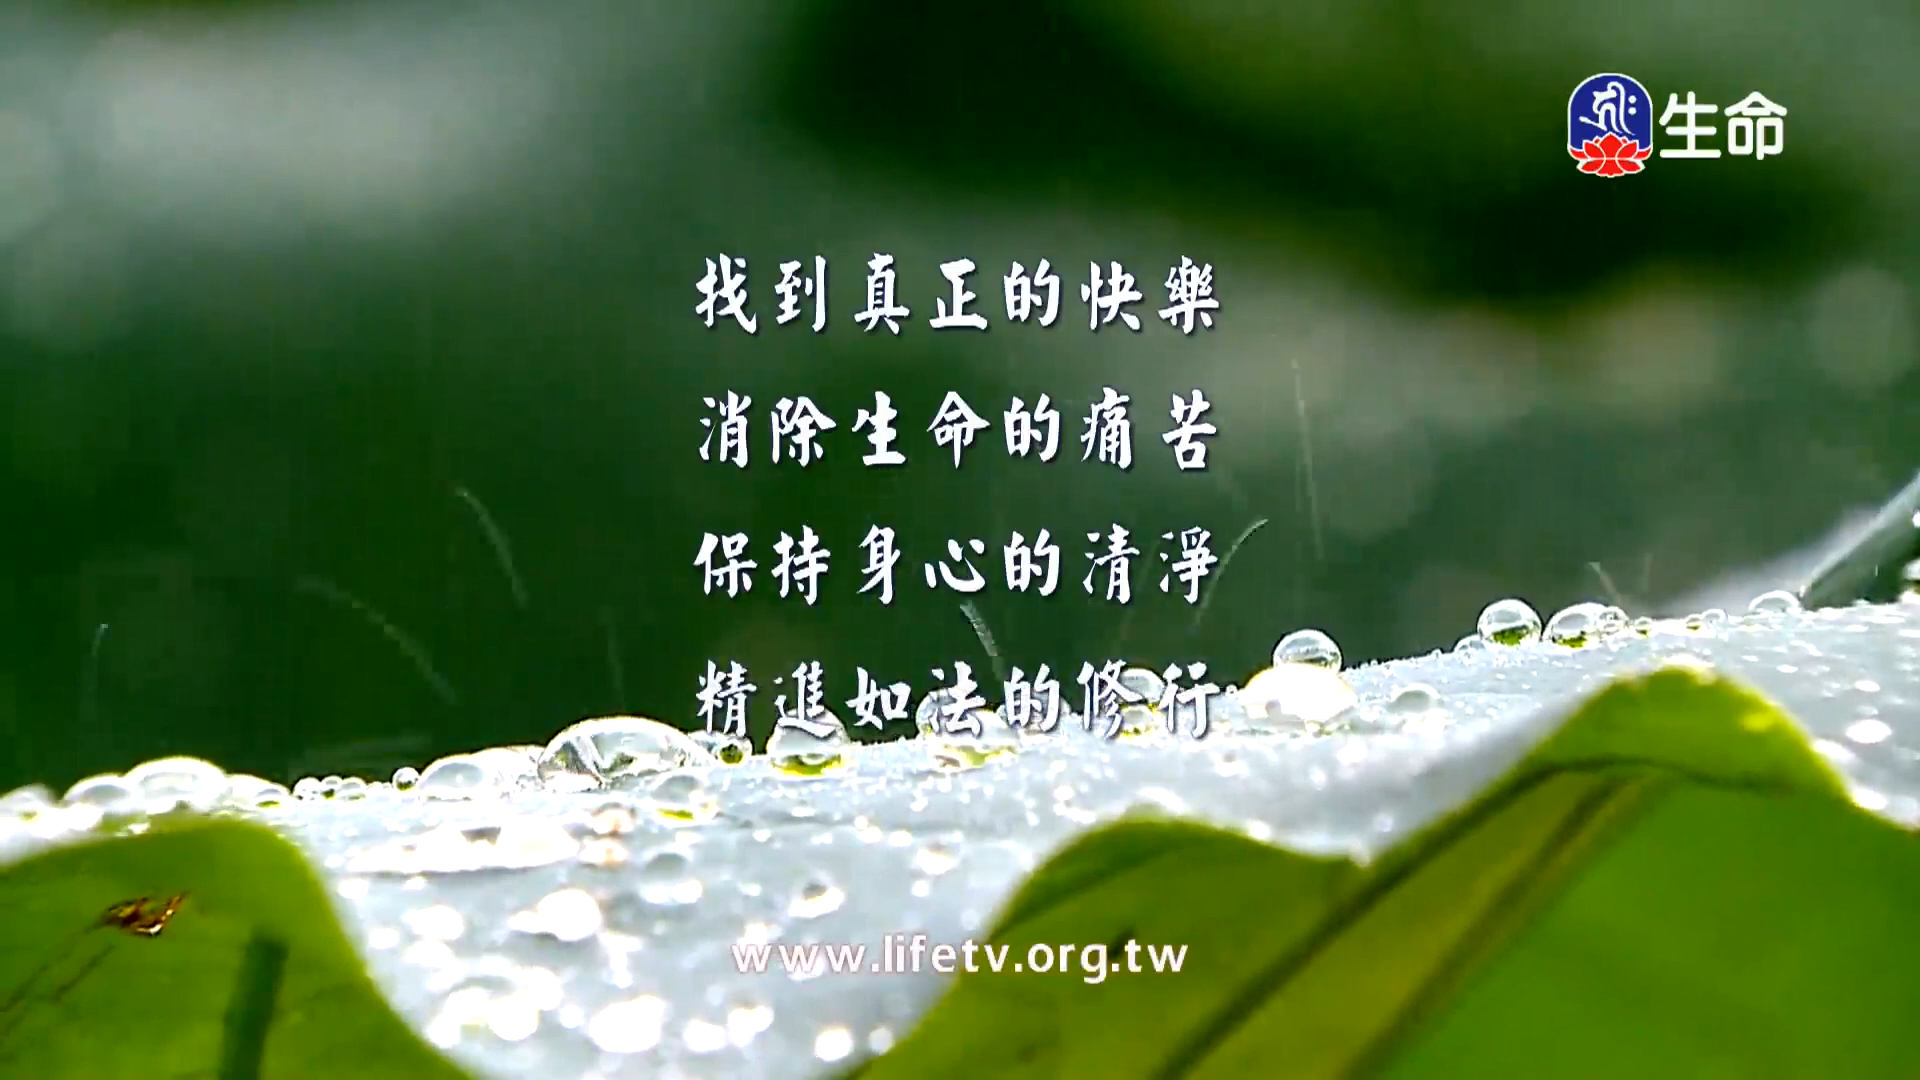 生命
找到真正的快樂
消除生命的痛苦
保持身心的清淨
精進如法的修行
www.lifetv.org.tw